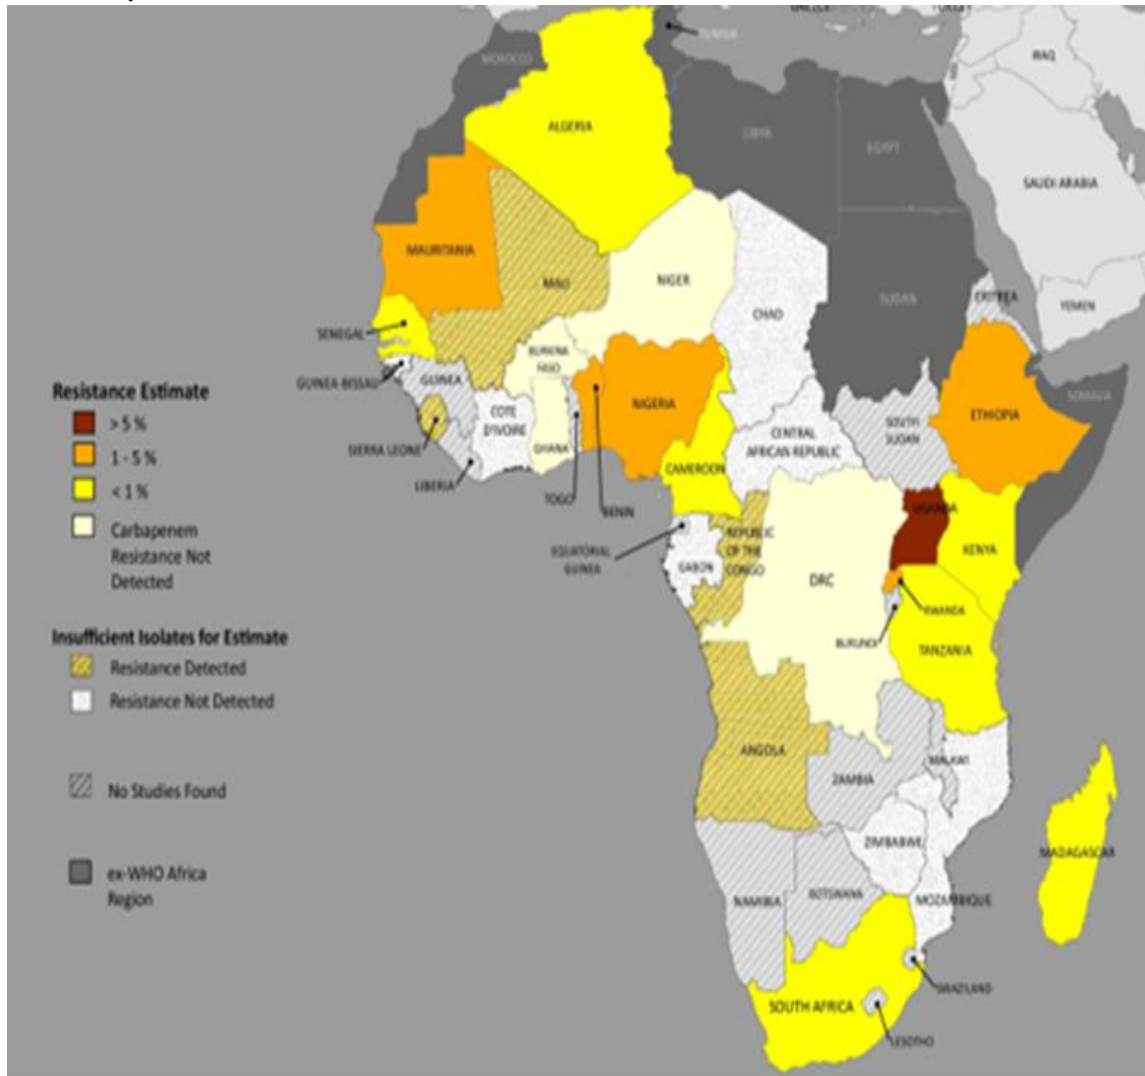 TUNISIA
MOROCCO
IRAQ
ALGERIA
LIBYA
EGYPT
SAUDI ARABIA
MAURITANIA
MALI
NIGER
CHAD
SUDAN
ERITREA
YEMEN
SENEGAL
GUINEA-BISSAU
GUINEA
BURKINA
FASO
NIGERIA
ETHIOPIA
SOMALIA
COTE
D'IVOIRE
GHANA
SOUTH
SUDAN
CENTRAL
AFRICAN REPUBLIC
SIERRA LEONE
LIBERIA
TOGO
BENIN
CAMEROON
UGANDA
KENYA
EQUATORIAL
GUINEA
GABON
REPUBLIC
OF THE
CONGO
DRC
RWANDA
BURUNDI
TANZANIA
ANGOLA
ZAMBIA
MALAWI
ZIMBABWE
MOZAMBIQUE
MADAGASCAR
NAMIBIA
BOTSWANA
SWAZILAND
SOUTH AFRICA
LESOTHO
Resistance Estimate
> 5 %
1 - 5 %
< 1 %
Carbapenem
Resistance Not
Detected
Insufficient Isolates for Estimate
Resistance Detected
Resistance Not Detected
No Studies Found
ex-WHO Africa
Region